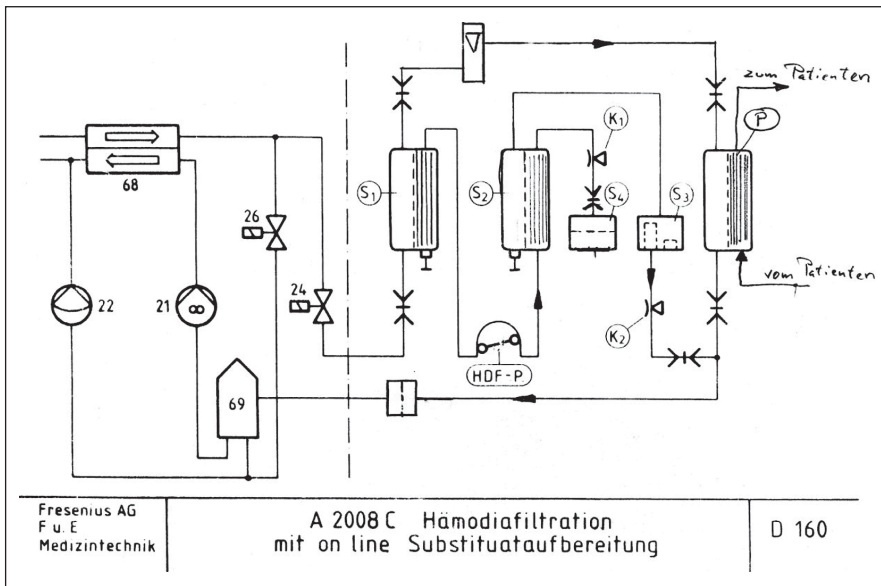 zum Patienten
K₁
P
68
S₁
S₂
S₄
S₃
26
vom Patienten
24
22
21
K₂
HDF-P.
69
Fresenius AG
F u. E
Medizintechnik
A 2008 C Hämodiafiltration
mit on line Substituataufbereitung
D 160